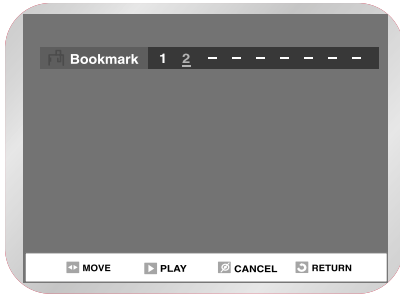 Bookmark 1 2 – – – – – – –
MOVE PLAY CANCEL RETURN